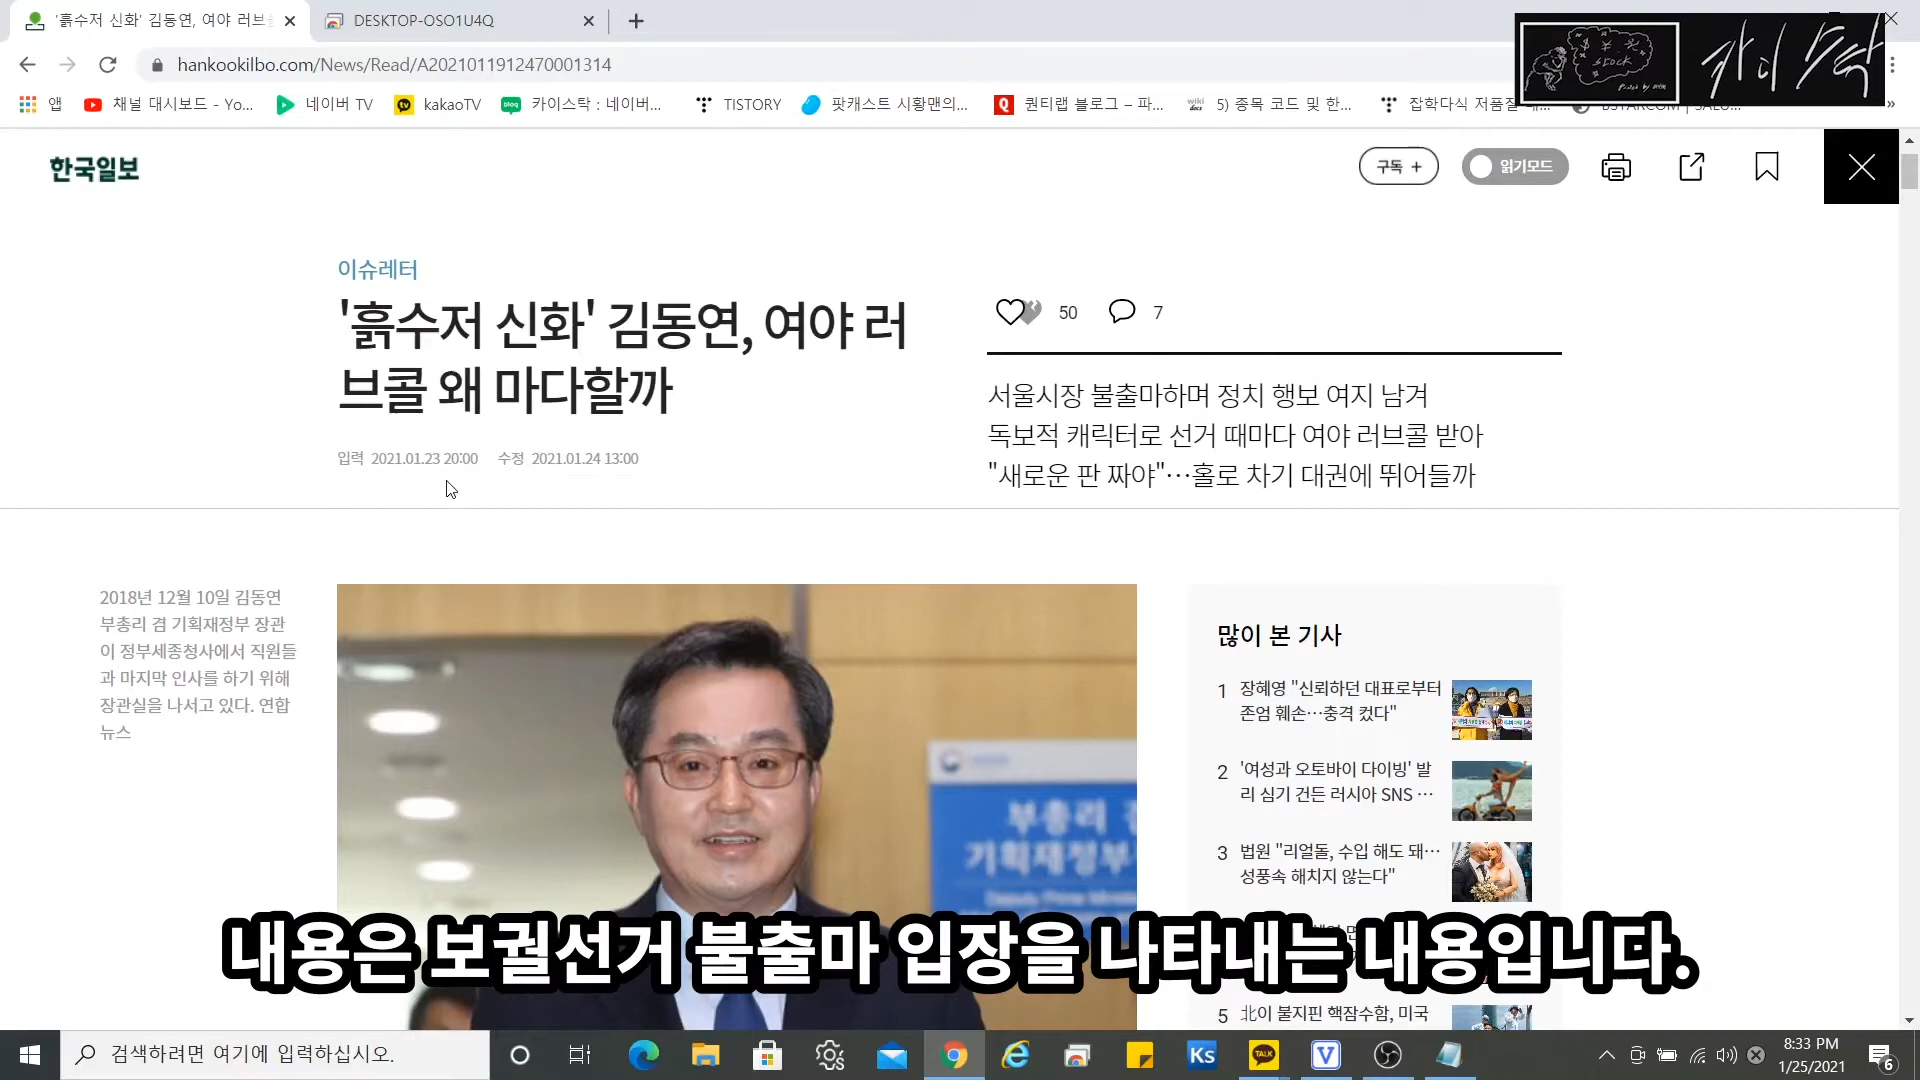 '흙수저 신화' 김동연, 여야 러브
DESKTOP-OSO1U4Q
hankookilbo.com/News/Read/A2021011912470001314
앱
채널 대시보드 - Yo...
네이버 TV
kakaoTV
카이스탁 : 네이버...
TISTORY
팟캐스트 시황맨의...
퀀티랩 블로그 – 파...
5) 종목 코드 및 한...
잡학다식 저품질
stock
한국일보
구독 +
읽기모드
이슈레터
'흙수저 신화' 김동연, 여야 러
브콜 왜 마다할까
입력 2021.01.23 20:00 수정 2021.01.24 13:00
50
7
서울시장 불출마하며 정치 행보 여지 남겨
독보적 캐릭터로 선거 때마다 여야 러브콜 받아
"새로운 판 짜야"…홀로 차기 대권에 뛰어들까
2018년 12월 10일 김동연
부총리 겸 기획재정부 장관
이 정부세종청사에서 직원들
과 마지막 인사를 하기 위해
장관실을 나서고 있다. 연합
뉴스
부총리
기획재정부
많이 본 기사
1 장혜영 "신뢰하던 대표로부터
존엄 훼손…충격 컸다"
2 '여성과 오토바이 다이빙' 발
리 심기 건든 러시아 SNS …
3 법원 "리얼돌, 수입 해도 돼…
성풍속 해치지 않는다"
내용은 보궐선거 불출마 입장을 나타내는 내용입니다.
5 北이 불지핀 핵잠수함, 미국
검색하려면 여기에 입력하십시오.
Ks
TALK
V
8:33 PM
1/25/2021
6